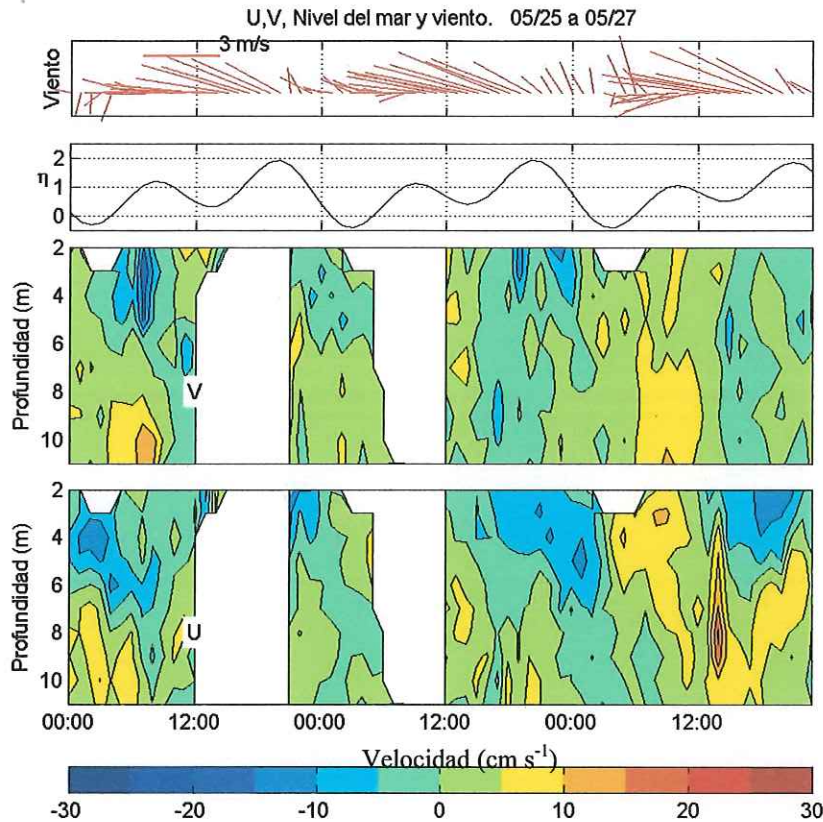 U,V, Nivel del mar y viento. 05/25 a 05/27
3 m/s
Viento
η
2
1
0
Profundidad (m)
2
4
6
8
10
V
Profundidad (m)
2
4
6
8
10
U
00:00 12:00 00:00 12:00 00:00 12:00
Velocidad (cm s⁻¹)
-30 -20 -10 0 10 20 30